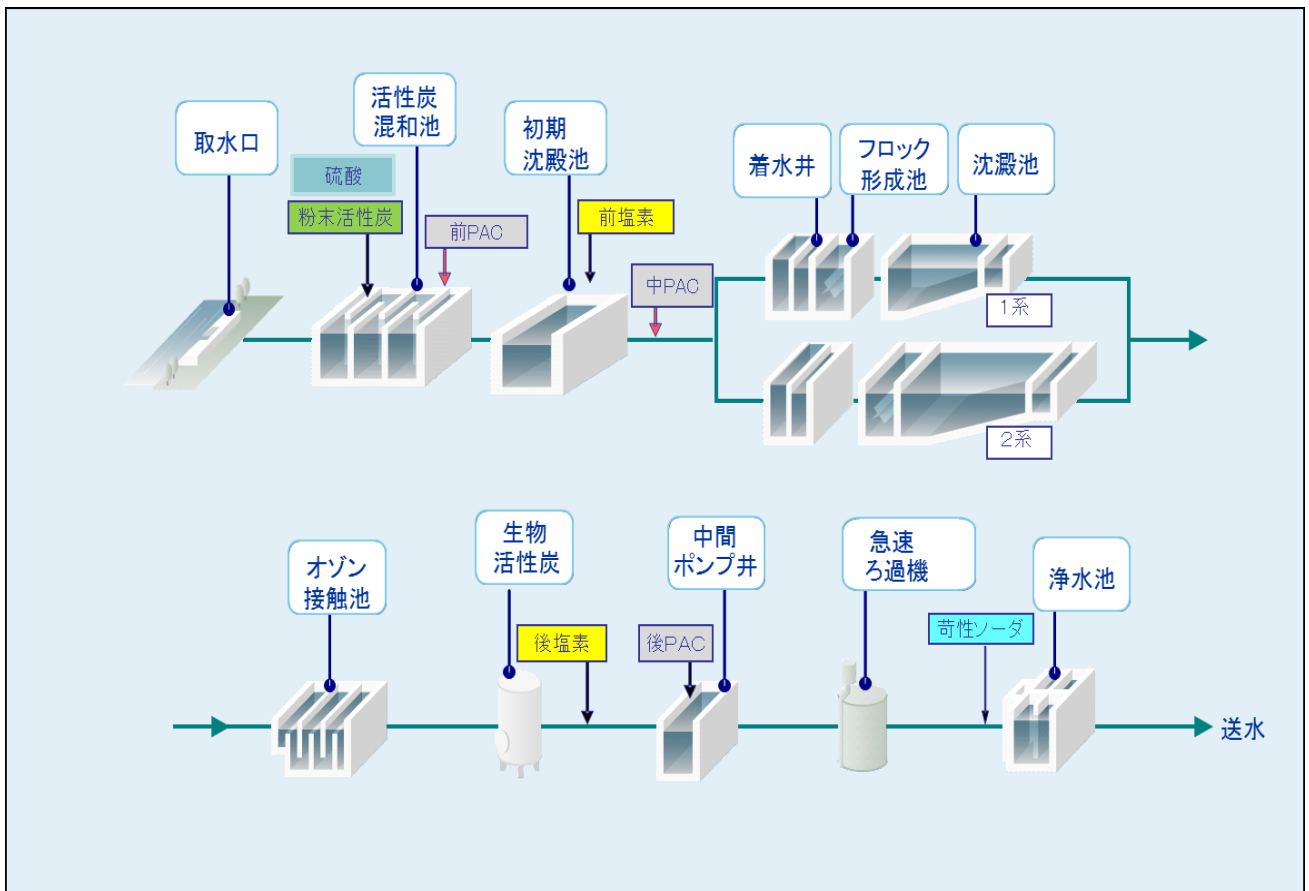 取水口
硫酸
粉末活性炭
活性炭
混和池
前PAC
初期
沈殿池
前塩素
中PAC
着水井
フロック
形成池
沈澱池
1系
2系
オゾン
接触池
生物
活性炭
後塩素
中間
ポンプ井
後PAC
急速
ろ過機
苛性ソーダ
浄水池
送水